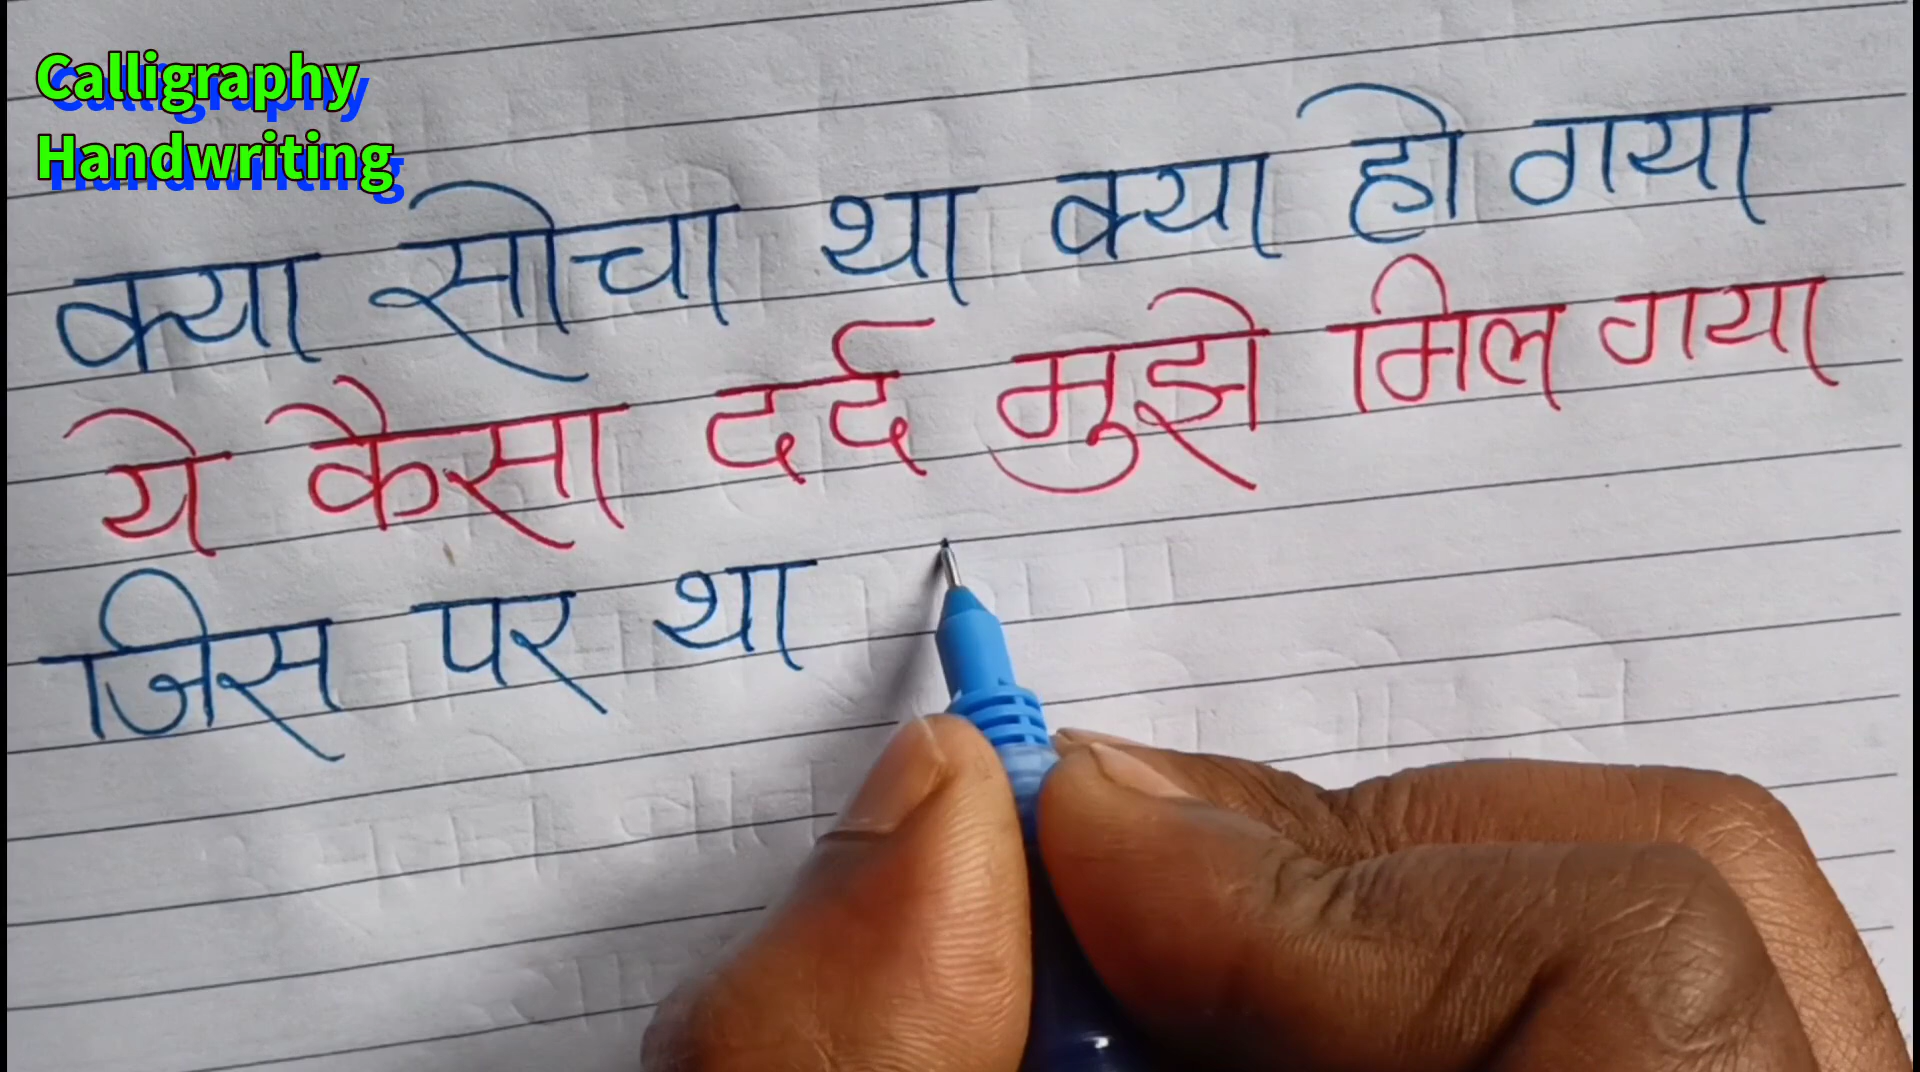 Calligraphy
Handwriting
क्या सोचा था क्या हो गया
ये कैसा दर्द मुझे मिल गया
जिस पर था